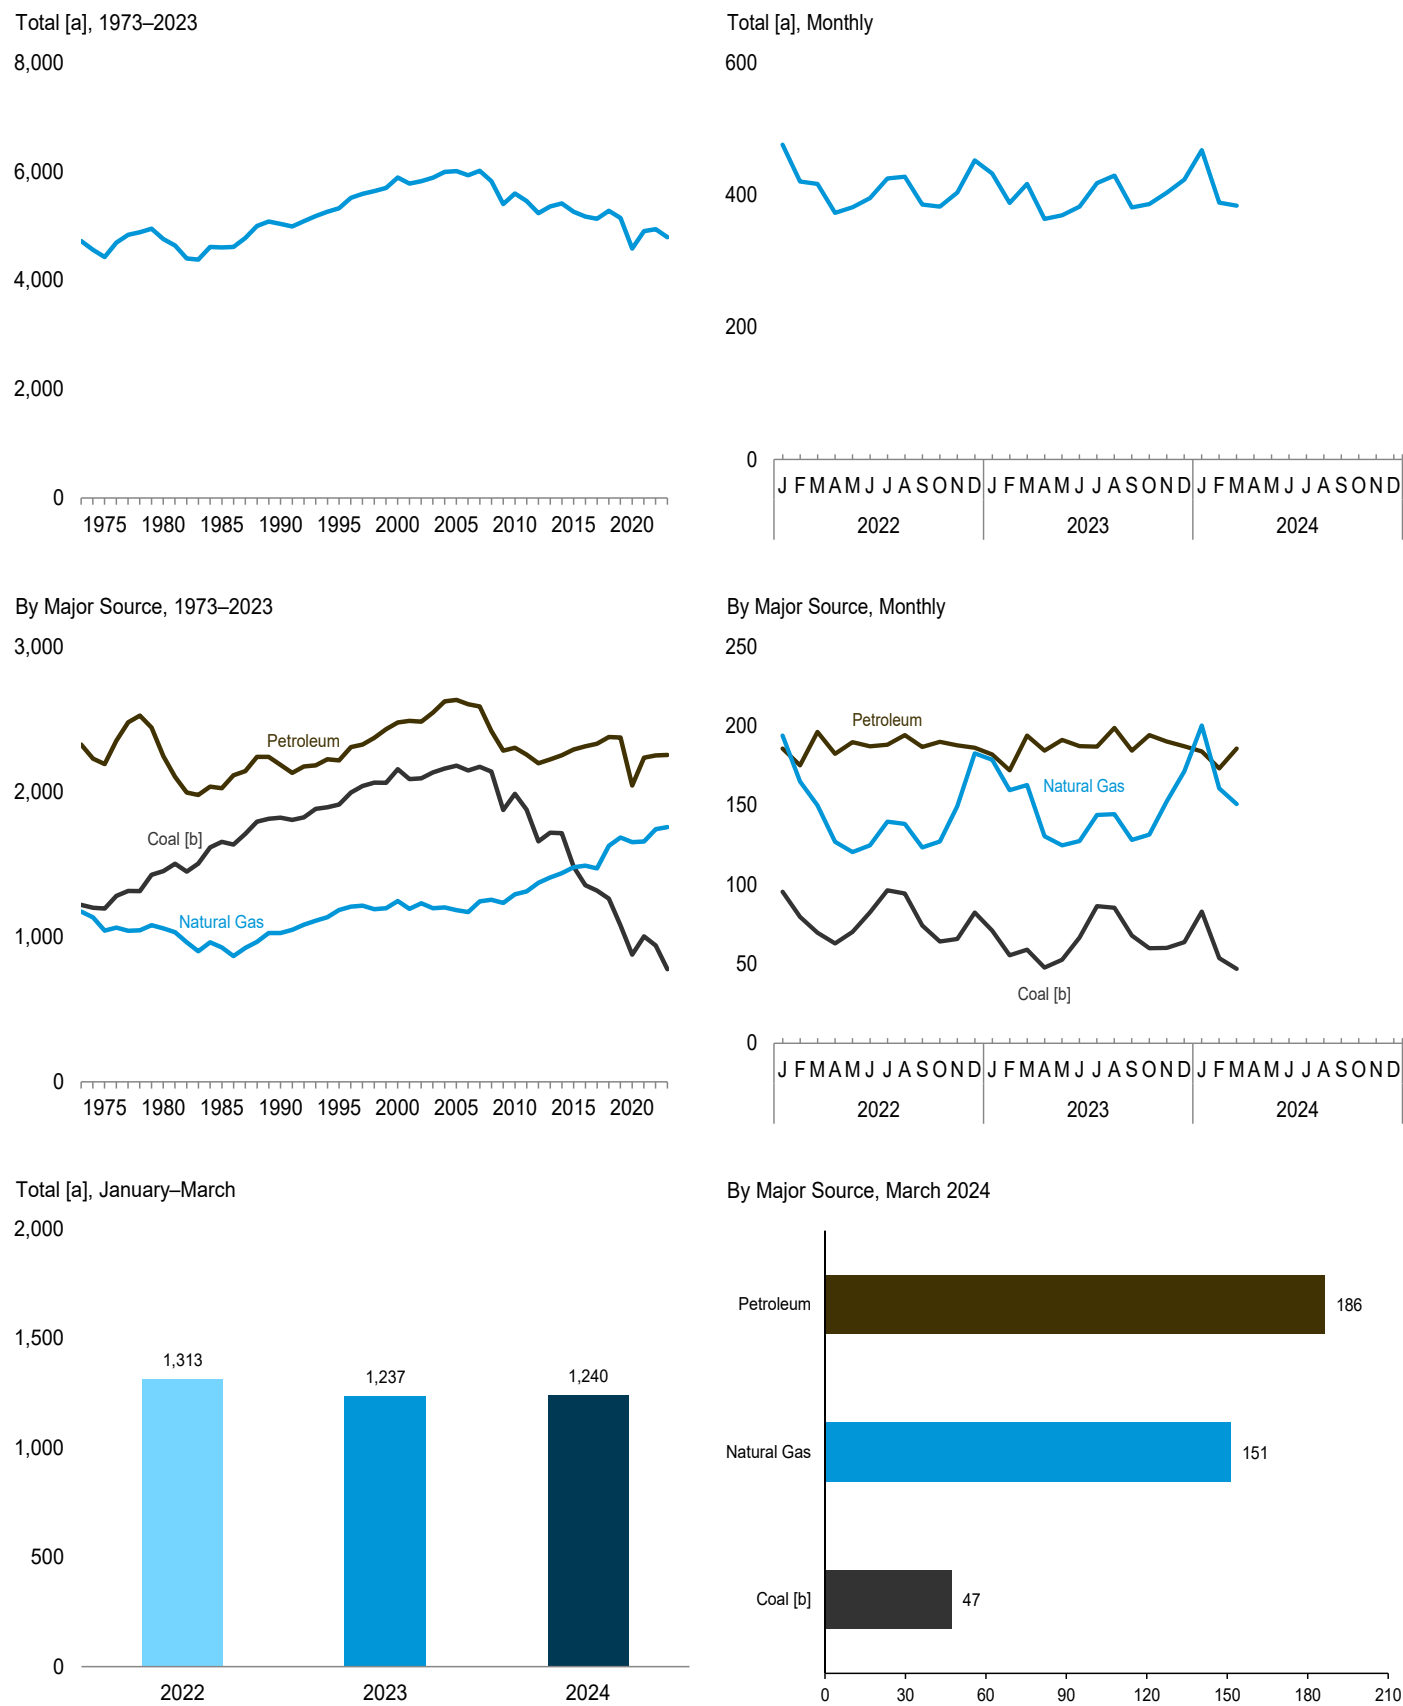 Total [a], 1973–2023
8,000
6,000
4,000
2,000
0
1975 1980 1985 1990 1995 2000 2005 2010 2015 2020
Total [a], Monthly
600
400
200
0
J F M A M J J A S O N D J F M A M J J A S O N D J F M A M J J A S O N D
2022 2023 2024
By Major Source, 1973–2023
3,000
2,000
1,000
0
Petroleum
Coal [b]
Natural Gas
1975 1980 1985 1990 1995 2000 2005 2010 2015 2020
By Major Source, Monthly
250
200
150
100
50
0
Petroleum
Natural Gas
Coal [b]
J F M A M J J A S O N D J F M A M J J A S O N D J F M A M J J A S O N D
2022 2023 2024
Total [a], January–March
2,000
1,500
1,000
500
0
1,313
1,237
1,240
2022 2023 2024
By Major Source, March 2024
Petroleum 186
Natural Gas 151
Coal [b] 47
0 30 60 90 120 150 180 210